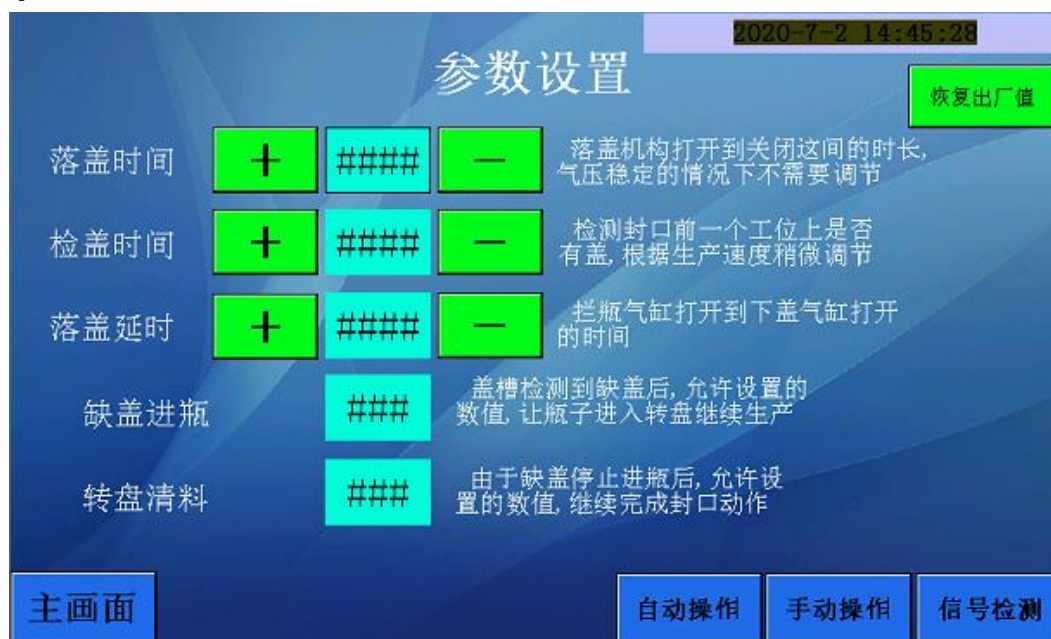 2020-7-2 14:45:28
参数设置
恢复出厂值
落盖时间 + #### — 落盖机构打开到关闭这间的时长,
气压稳定的情况下不需要调节
检盖时间 + #### — 检测封口前一个工位上是否
有盖, 根据生产速度稍微调节
落盖延时 + #### — 拦瓶气缸打开到下盖气缸打开
的时间
缺盖进瓶 ### 盖槽检测到缺盖后, 允许设置的
数值, 让瓶子进入转盘继续生产
转盘清料 ### 由于缺盖停止进瓶后, 允许设
置的数值, 继续完成封口动作
主画面 自动操作 手动操作 信号检测